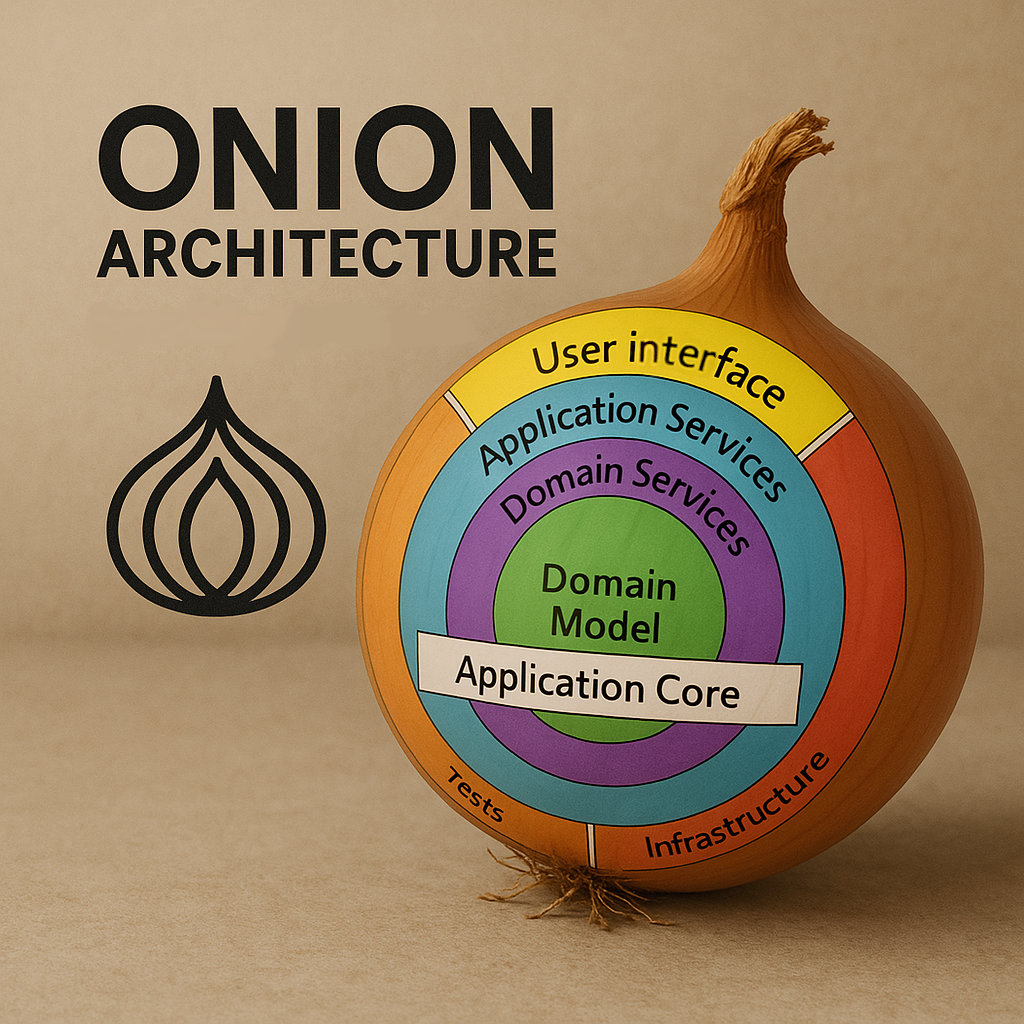 ONION
ARCHITECTURE
User interface
Application Services
Domain Services
Domain
Model
Application Core
Tests
Infrastructure